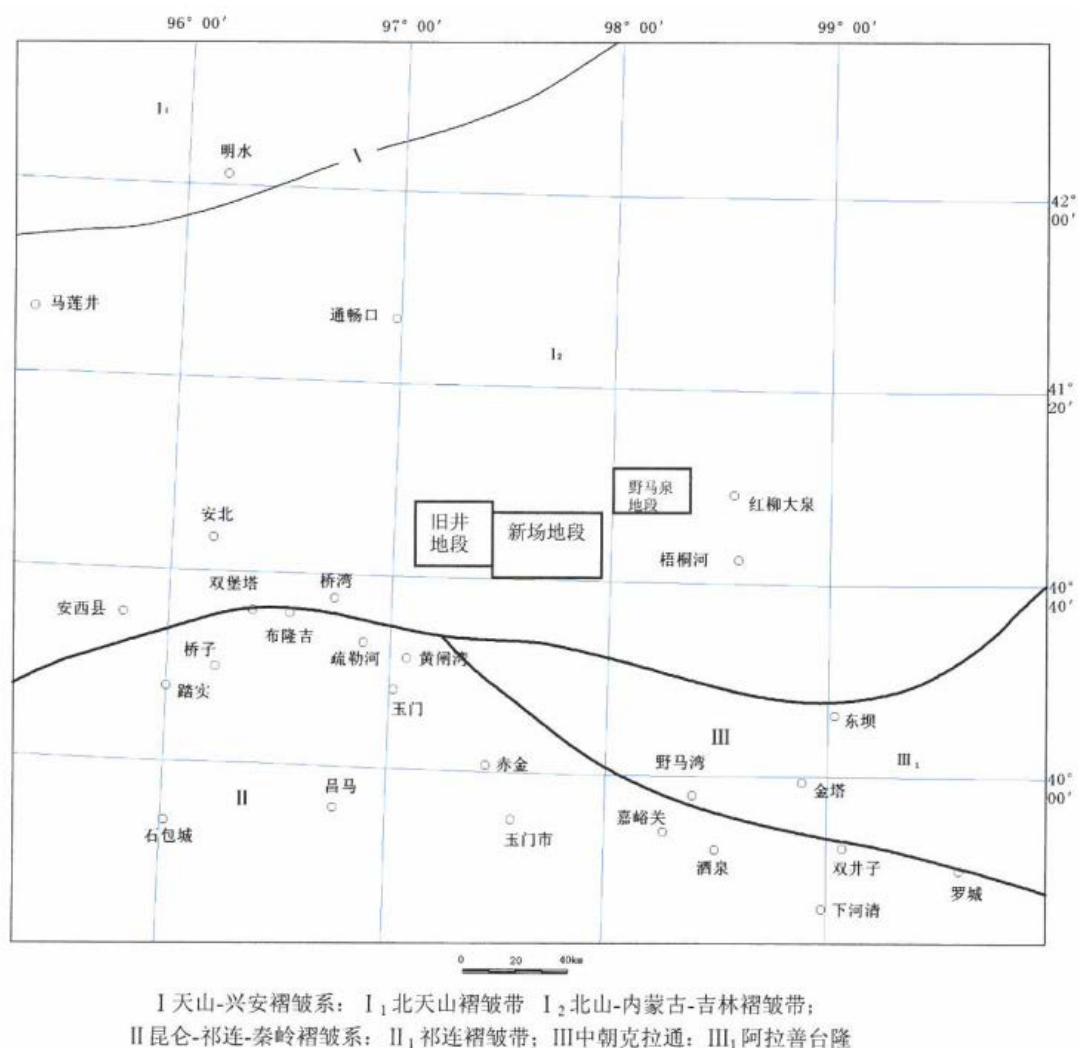 96° 00′ 97° 00′ 98° 00′ 99° 00′
I₁
明水
I
42°
00′
马莲井
通畅口
I₂
41°
20′
野马泉
地段
红柳大泉
旧井
地段
新场地段
安北
梧桐河
双堡塔
桥湾
40°
40′
安西县
布隆吉
桥子
疏勒河
黄闸湾
踏实
玉门
东坝
III
野马湾
赤金
III₁
金塔
40°
00′
吕马
II
嘉峪关
石包城
玉门市
酒泉
双井子
罗城
下河清
0 20 40km
I 天山-兴安褶皱系: I₁北天山褶皱带 I₂北山-内蒙古-吉林褶皱带;
II 昆仑-祁连-秦岭褶皱系: II₁祁连褶皱带; III中朝克拉通: III₁阿拉善台隆